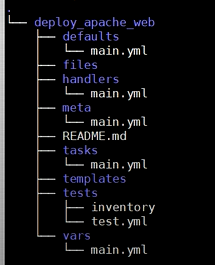 .
└── deploy_apache_web
    ├── defaults
    │   └── main.yml
    ├── files
    ├── handlers
    │   └── main.yml
    ├── meta
    │   └── main.yml
    ├── README.md
    ├── tasks
    │   └── main.yml
    ├── templates
    ├── tests
    │   ├── inventory
    │   └── test.yml
    └── vars
        └── main.yml